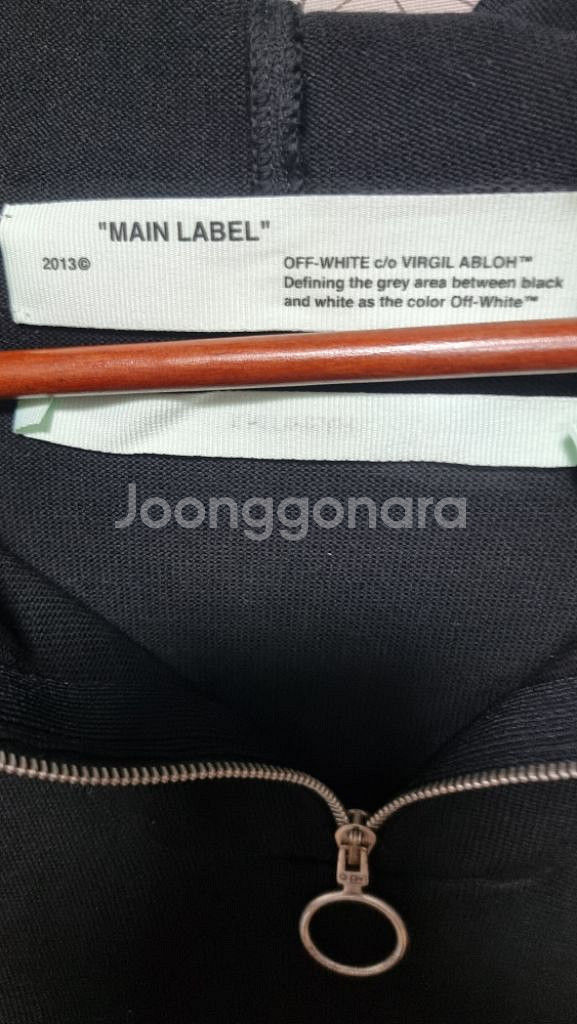 "MAIN LABEL"
2013©
OFF-WHITE c/o VIRGIL ABLOH™
Defining the grey area between black
and white as the color Off-White™
Joonggonara